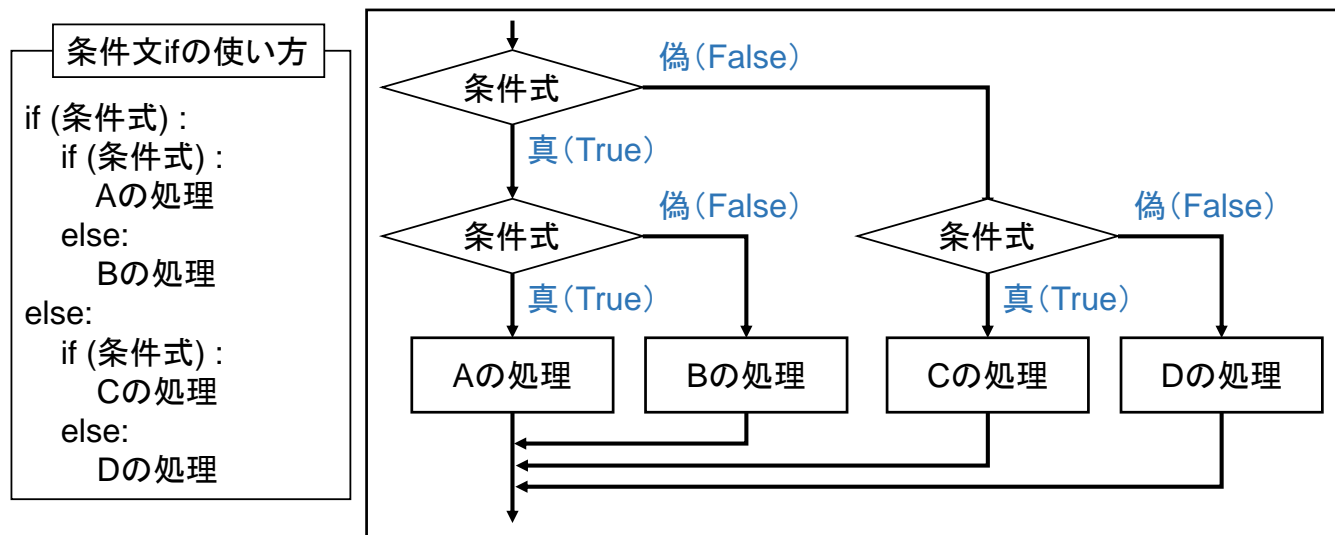 条件文ifの使い方
if (条件式) :
if (条件式) :
Aの処理
else:
Bの処理
else:
if (条件式) :
Cの処理
else:
Dの処理
条件式
偽(False)
真(True)
条件式
偽(False)
条件式
偽(False)
真(True)
真(True)
Aの処理
Bの処理
Cの処理
Dの処理